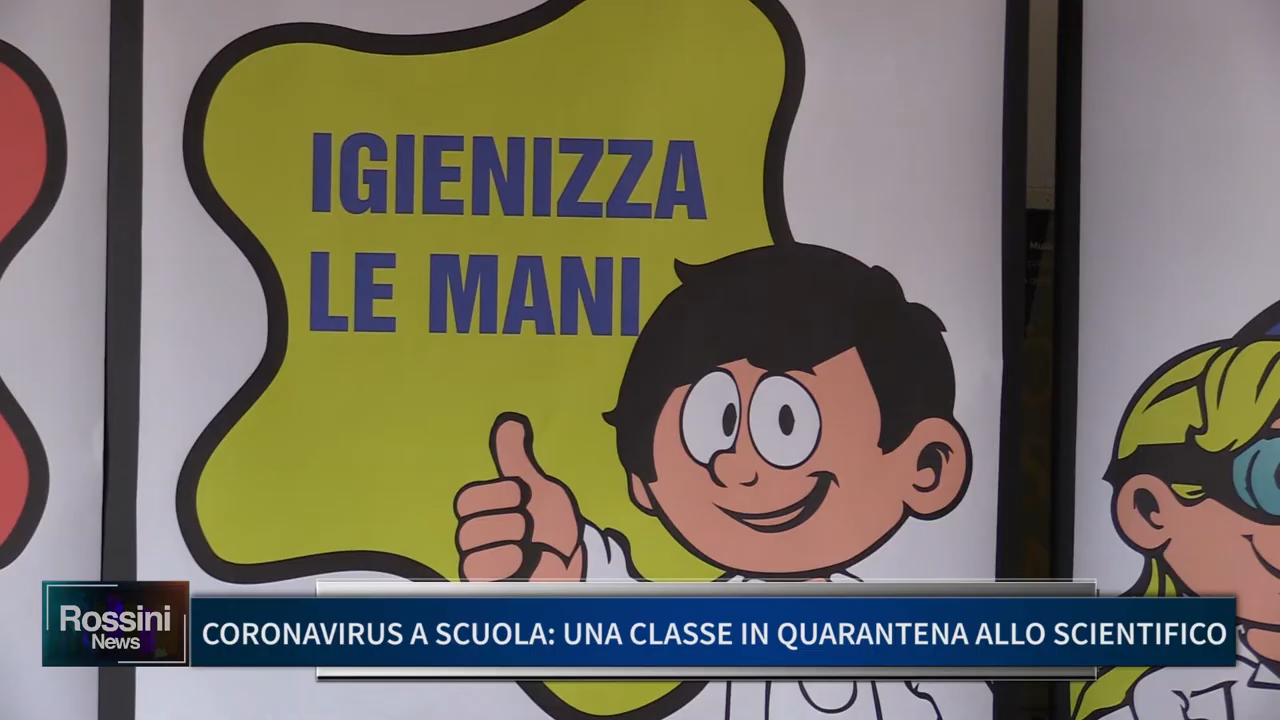 IGIENIZZA
LE MANI
Rossini
News
CORONAVIRUS A SCUOLA: UNA CLASSE IN QUARANTENA ALLO SCIENTIFICO